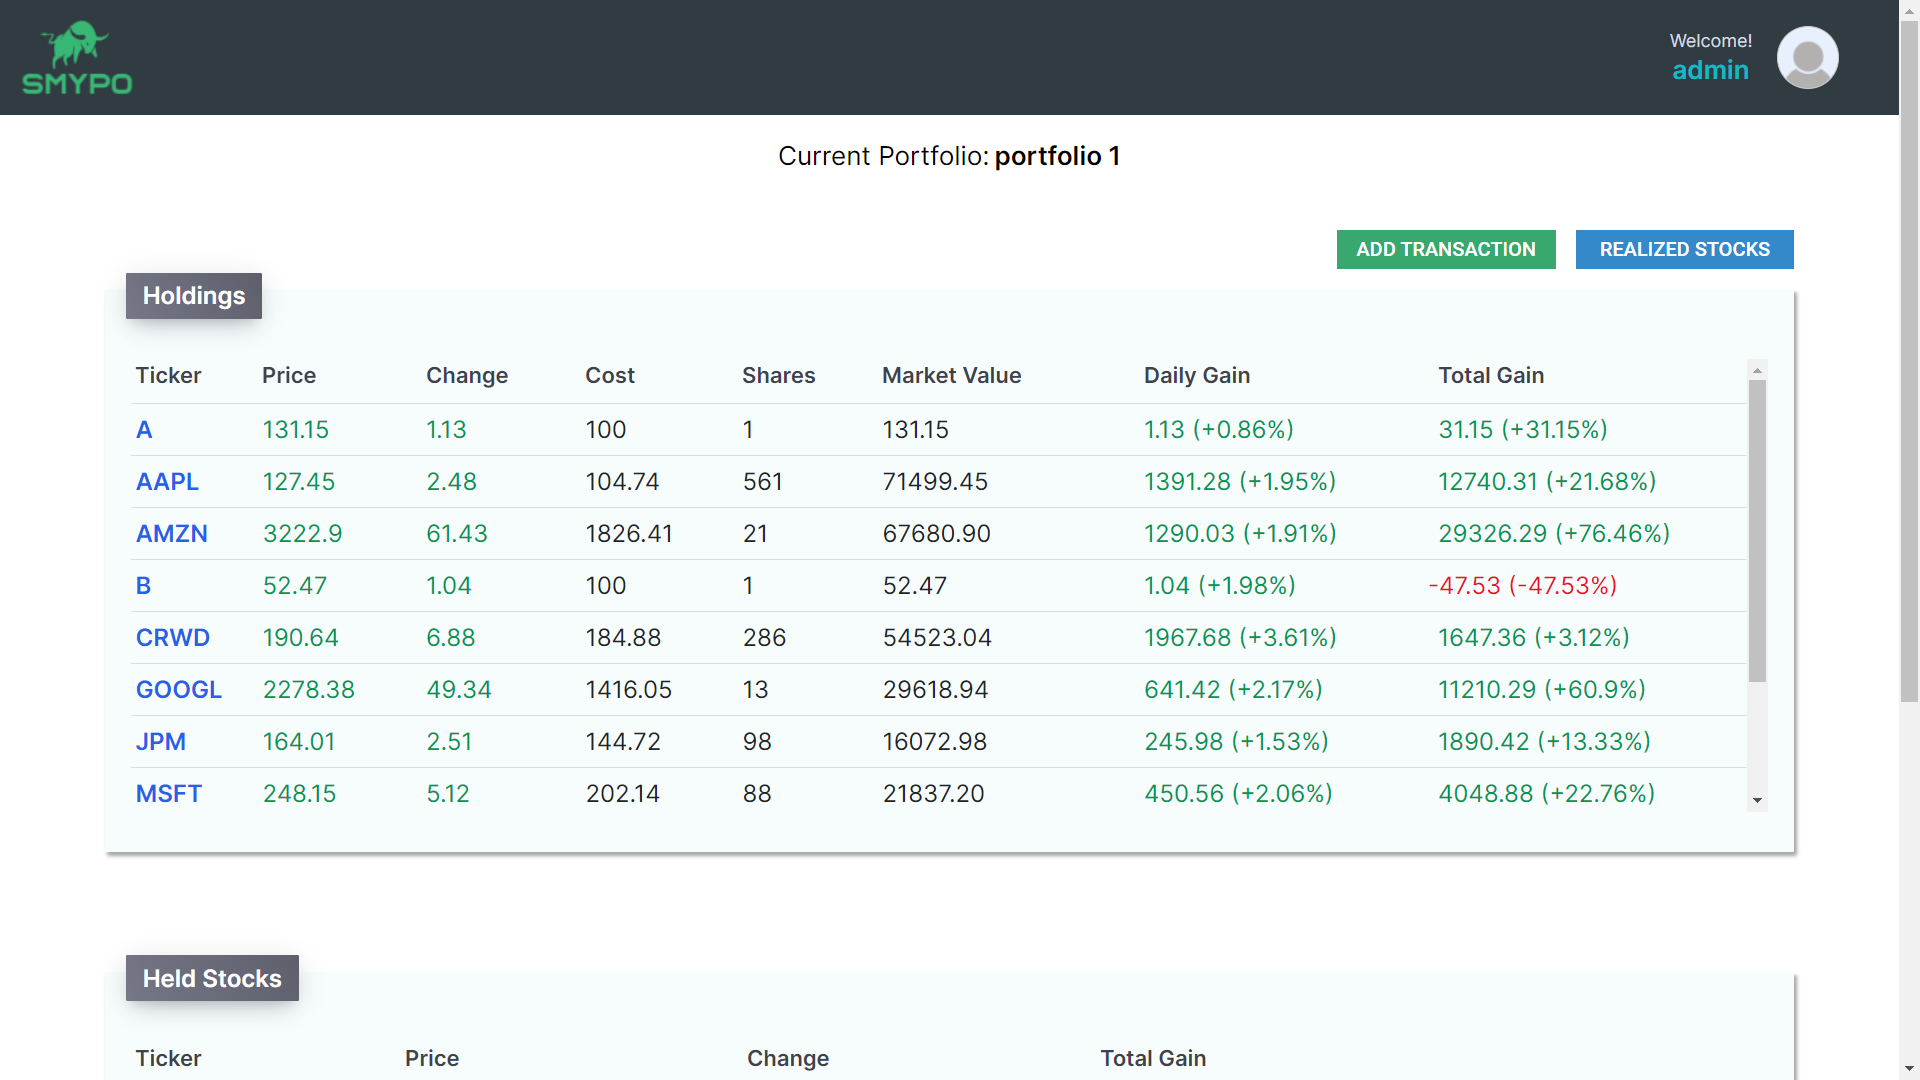 SMYPO
Welcome!
admin
Current Portfolio: portfolio 1
ADD TRANSACTION REALIZED STOCKS
Holdings
Ticker Price Change Cost Shares Market Value Daily Gain Total Gain
A 131.15 1.13 100 1 131.15 1.13 (+0.86%) 31.15 (+31.15%)
AAPL 127.45 2.48 104.74 561 71499.45 1391.28 (+1.95%) 12740.31 (+21.68%)
AMZN 3222.9 61.43 1826.41 21 67680.90 1290.03 (+1.91%) 29326.29 (+76.46%)
B 52.47 1.04 100 1 52.47 1.04 (+1.98%) -47.53 (-47.53%)
CRWD 190.64 6.88 184.88 286 54523.04 1967.68 (+3.61%) 1647.36 (+3.12%)
GOOGL 2278.38 49.34 1416.05 13 29618.94 641.42 (+2.17%) 11210.29 (+60.9%)
JPM 164.01 2.51 144.72 98 16072.98 245.98 (+1.53%) 1890.42 (+13.33%)
MSFT 248.15 5.12 202.14 88 21837.20 450.56 (+2.06%) 4048.88 (+22.76%)
Held Stocks
Ticker Price Change Total Gain